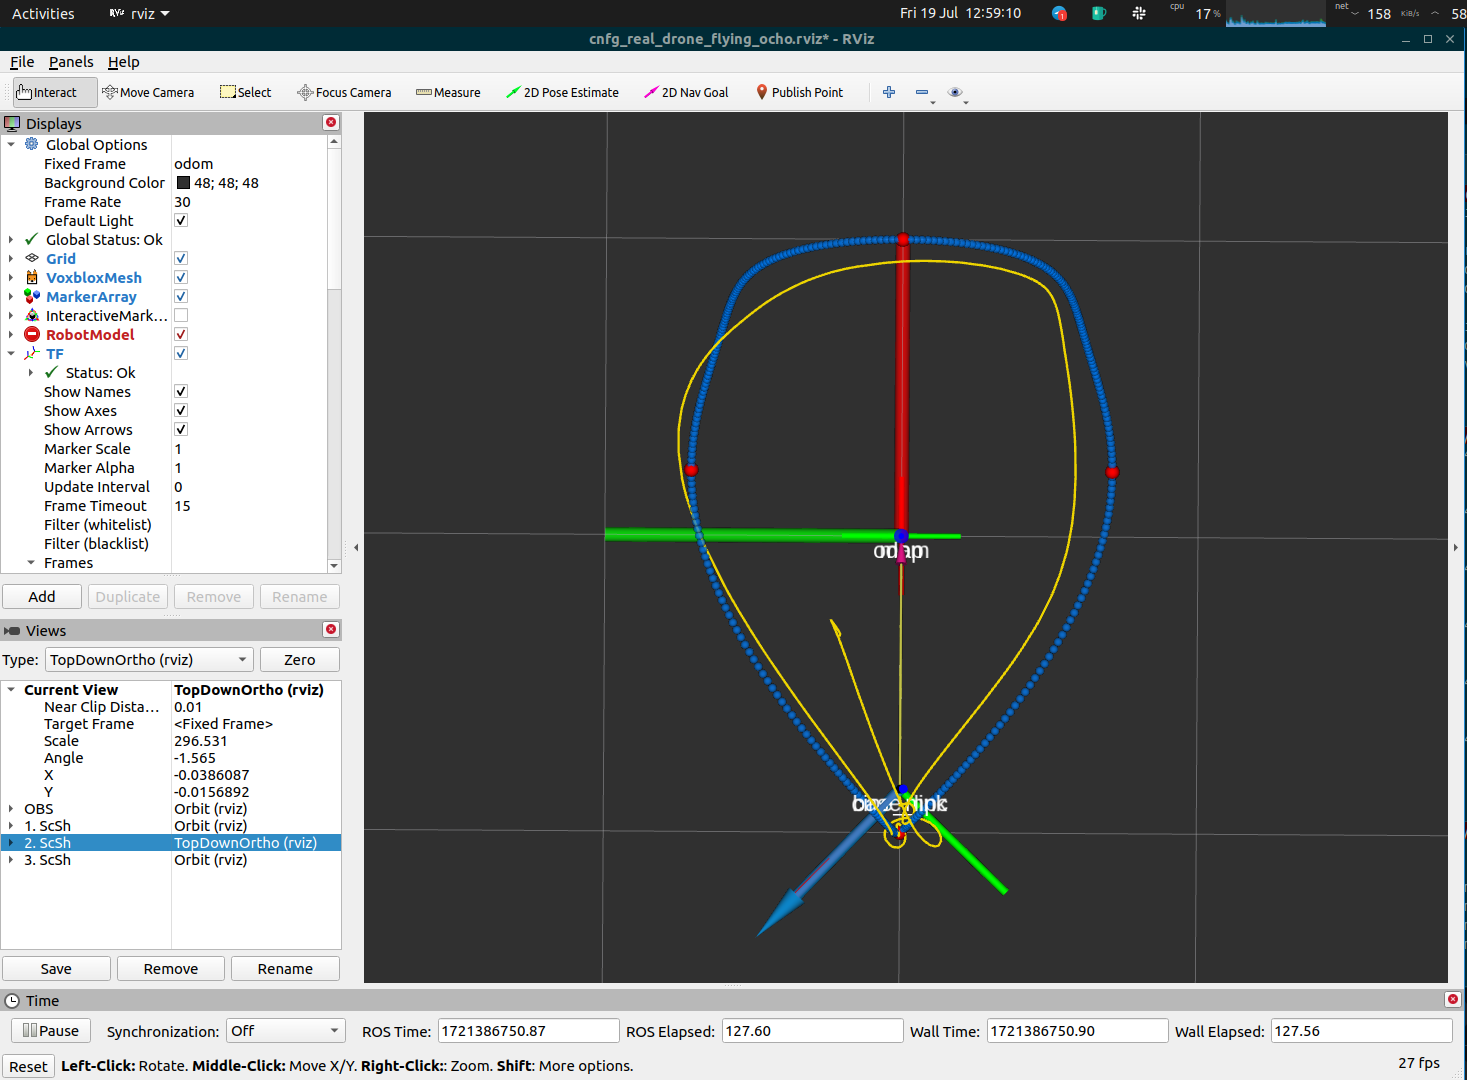 Activities rviz Fri 19 Jul 12:59:10 cpu 17% net 158 KiB/s 58
cnfg_real_drone_flying_ocho.rviz* - RViz
File Panels Help
Interact Move Camera Select Focus Camera Measure 2D Pose Estimate 2D Nav Goal Publish Point
Displays
Global Options
Fixed Frame odom
Background Color 48; 48; 48
Frame Rate 30
Default Light
Global Status: Ok
Grid
VoxbloxMesh
MarkerArray
InteractiveMark...
RobotModel
TF
Status: Ok
Show Names
Show Axes
Show Arrows
Marker Scale 1
Marker Alpha 1
Update Interval 0
Frame Timeout 15
Filter (whitelist)
Filter (blacklist)
Frames
Add Duplicate Remove Rename
Views
Type: TopDownOrtho (rviz) Zero
Current View TopDownOrtho (rviz)
Near Clip Dista... 0.01
Target Frame <Fixed Frame>
Scale 296.531
Angle -1.565
X -0.0386087
Y -0.0156892
OBS Orbit (rviz)
1. ScSh Orbit (rviz)
2. ScSh TopDownOrtho (rviz)
3. ScSh Orbit (rviz)
Save Remove Rename
Time
Pause Synchronization: Off ROS Time: 1721386750.87 ROS Elapsed: 127.60 Wall Time: 1721386750.90 Wall Elapsed: 127.56
Reset Left-Click: Rotate. Middle-Click: Move X/Y. Right-Click:: Zoom. Shift: More options. 27 fps